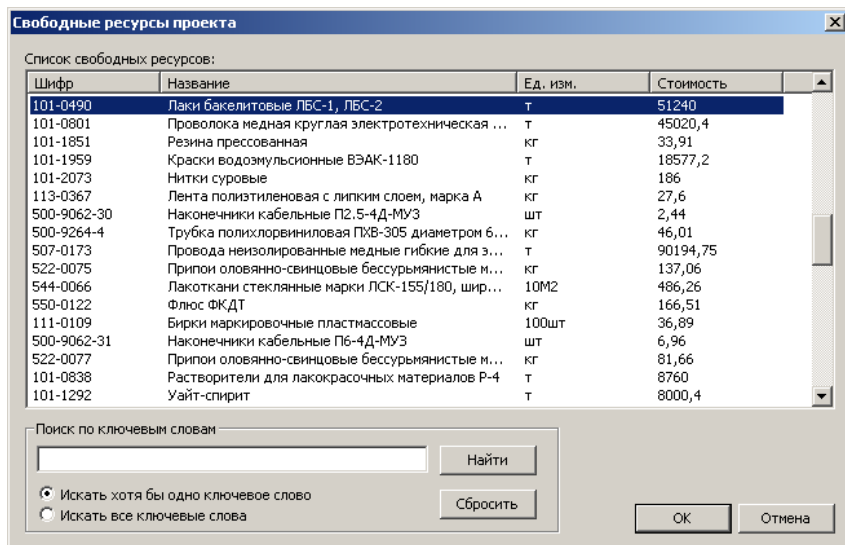 Свободные ресурсы проекта
Список свободных ресурсов:
Шифр Название Ед. изм. Стоимость
101-0490 Лаки бакелитовые ЛБС-1, ЛБС-2 т 51240
101-0801 Проволока медная круглая электротехническая ... т 45020,4
101-1851 Резина прессованная кг 33,91
101-1959 Краски водоэмульсионные ВЭАК-1180 т 18577,2
101-2073 Нитки суровые кг 186
113-0367 Лента полиэтиленовая с липким слоем, марка А кг 27,6
500-9062-30 Наконечники кабельные П2.5-4Д-МУ3 шт 2,44
500-9264-4 Трубка полихлорвиниловая ПХВ-305 диаметром 6... кг 46,01
507-0173 Провода неизолированные медные гибкие для э... т 90194,75
522-0075 Припои оловянно-свинцовые бессурьмянистые м... кг 137,06
544-0066 Лакоткани стеклянные марки ЛСК-155/180, шир... 10М2 486,26
550-0122 Флюс ФКДТ кг 166,51
111-0109 Бирки маркировочные пластмассовые 100шт 36,89
500-9062-31 Наконечники кабельные П6-4Д-МУ3 шт 6,96
522-0077 Припои оловянно-свинцовые бессурьмянистые м... кг 81,66
101-0838 Растворители для лакокрасочных материалов Р-4 т 8760
101-1292 Уайт-спирит т 8000,4
Поиск по ключевым словам
Найти
Искать хотя бы одно ключевое слово
Искать все ключевые слова
Сбросить
ОК Отмена